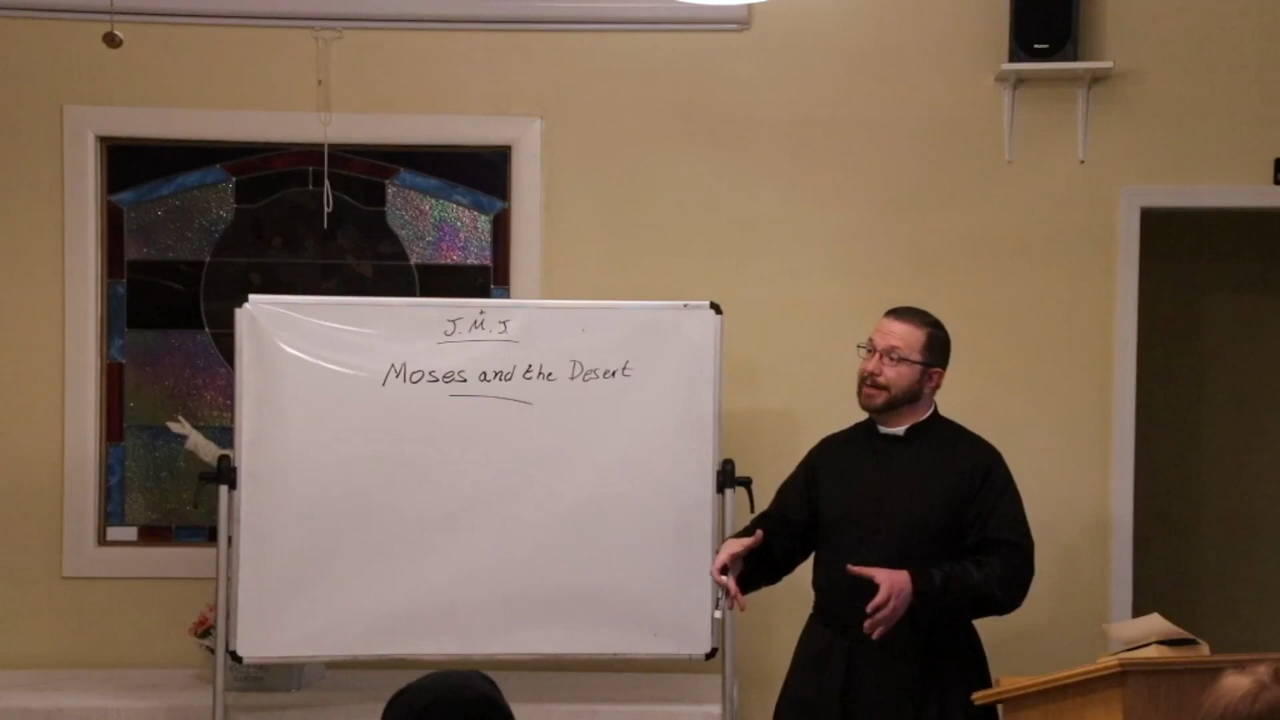 J. M. J.
Moses and the Desert